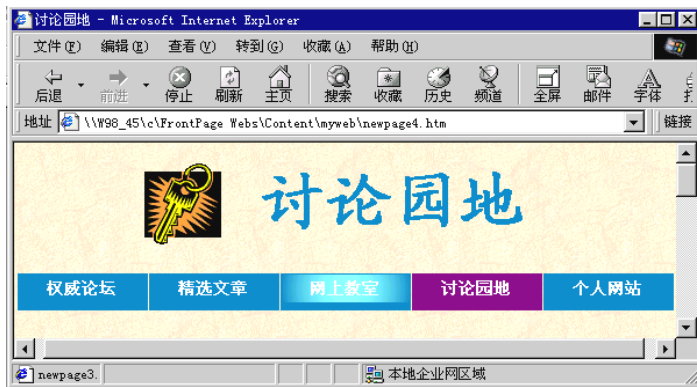 讨论园地 - Microsoft Internet Explorer
文件(F) 编辑(E) 查看(V) 转到(G) 收藏(A) 帮助(H)
后退 前进 停止 刷新 主页 搜索 收藏 历史 频道 全屏 邮件 字体
地址 \\W98_45\c\FrontPage Webs\Content\myweb\newpage4.htm 链接
讨论园地
权威论坛 精选文章 网上教室 讨论园地 个人网站
newpage3. 本地企业网区域